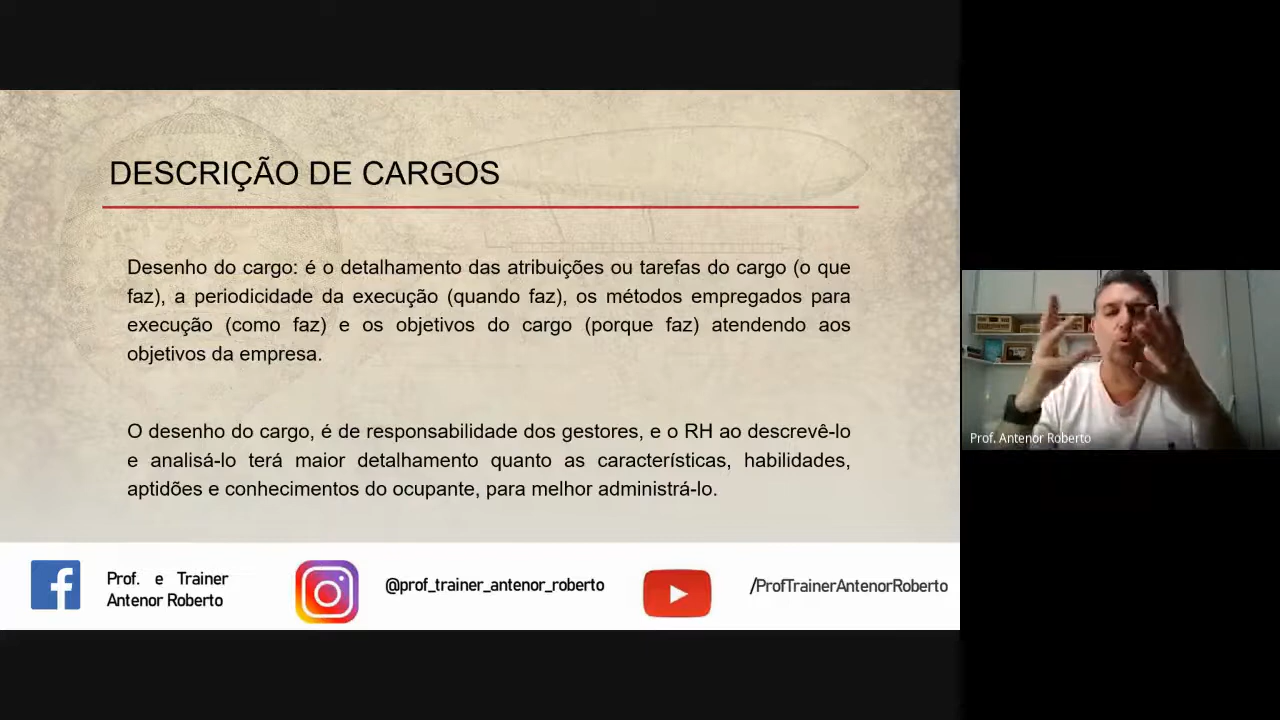 DESCRIÇÃO DE CARGOS
Desenho do cargo: é o detalhamento das atribuições ou tarefas do cargo (o que
faz), a periodicidade da execução (quando faz), os métodos empregados para
execução (como faz) e os objetivos do cargo (porque faz) atendendo aos
objetivos da empresa.
O desenho do cargo, é de responsabilidade dos gestores, e o RH ao descrevê-lo
e analisá-lo terá maior detalhamento quanto as características, habilidades,
aptidões e conhecimentos do ocupante, para melhor administrá-lo.
Prof. e Trainer
Antenor Roberto
@prof_trainer_antenor_roberto
/ProfTrainerAntenorRoberto
Prof. Antenor Roberto